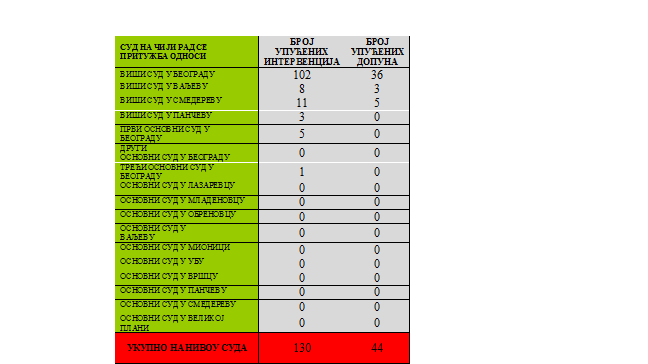 СУД НА ЧИЈИ РАД СЕ
ПРИТУЖБА ОДНОСИ
БРОЈ
УПУЋЕНИХ
ИНТЕРВЕНЦИЈА
БРОЈ
УПУЋЕНИХ
ДОПУНА
ВИШИ СУД У БЕОГРАДУ 102 36
ВИШИ СУД У ВАЉЕВУ 8 3
ВИШИ СУД У СМЕДЕРЕВУ 11 5
ВИШИ СУД У ПАНЧЕВУ 3 0
ПРВИ ОСНОВНИ СУД У
БЕОГРАДУ 5 0
ДРУГИ
ОСНОВНИ СУД У БЕОГРАДУ 0 0
ТРЕЋИ ОСНОВНИ СУД У
БЕОГРАДУ 1 0
ОСНОВНИ СУД У ЛАЗАРЕВЦУ 0 0
ОСНОВНИ СУД У МЛАДЕНОВЦУ 0 0
ОСНОВНИ СУД У ОБРЕНОВЦУ 0 0
ОСНОВНИ СУД У
ВАЉЕВУ 0 0
ОСНОВНИ СУД У МИОНИЦИ 0 0
ОСНОВНИ СУД У УБУ 0 0
ОСНОВНИ СУД У ВРШЦУ 0 0
ОСНОВНИ СУД У ПАНЧЕВУ 0 0
ОСНОВНИ СУД У СМЕДЕРЕВУ 0 0
ОСНОВНИ СУД У ВЕЛИКОЈ
ПЛАНИ 0 0
УКУПНО НА НИВОУ СУДА 130 44